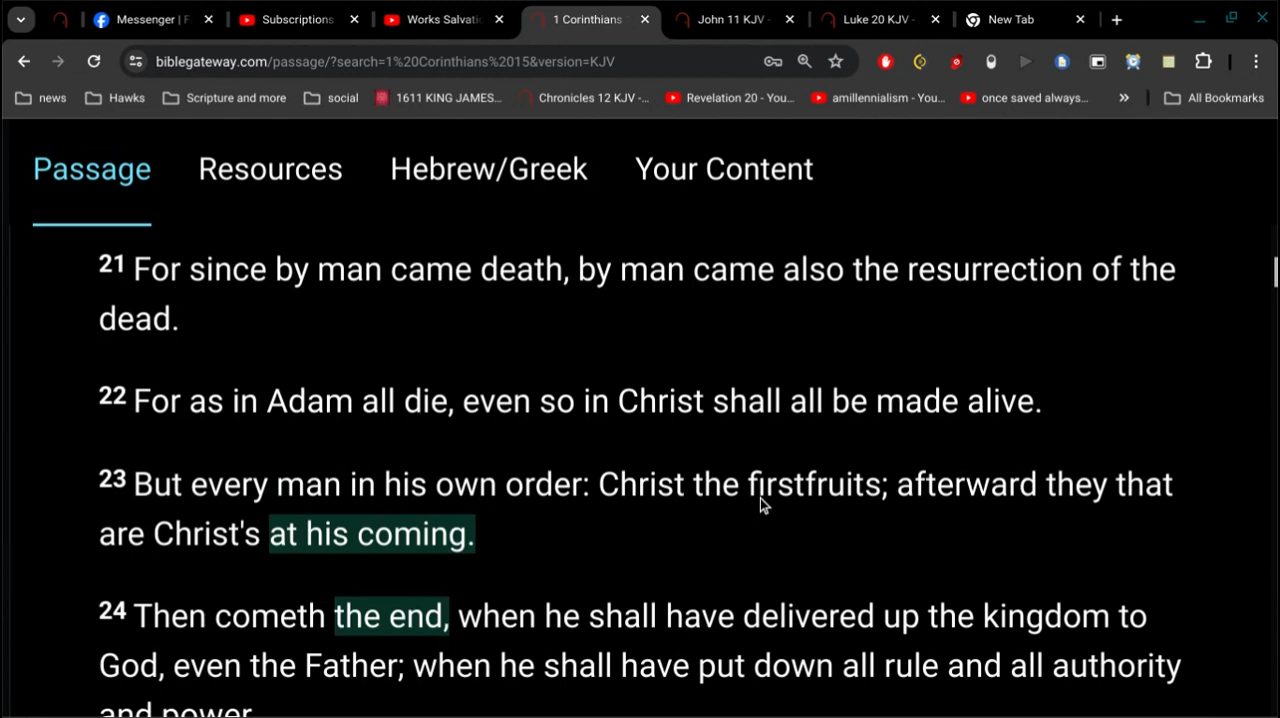 Messenger | F
Subscriptions
Works Salvati
1 Corinthians
John 11 KJV -
Luke 20 KJV -
New Tab
biblegateway.com/passage/?search=1%20Corinthians%2015&version=KJV
news
Hawks
Scripture and more
social
1611 KING JAMES...
Chronicles 12 KJV -...
Revelation 20 - You...
amillennialism - You...
once saved always...
All Bookmarks
Passage
Resources
Hebrew/Greek
Your Content
21 For since by man came death, by man came also the resurrection of the
dead.
22 For as in Adam all die, even so in Christ shall all be made alive.
23 But every man in his own order: Christ the firstfruits; afterward they that
are Christ's at his coming.
24 Then cometh the end, when he shall have delivered up the kingdom to
God, even the Father; when he shall have put down all rule and all authority
and power.